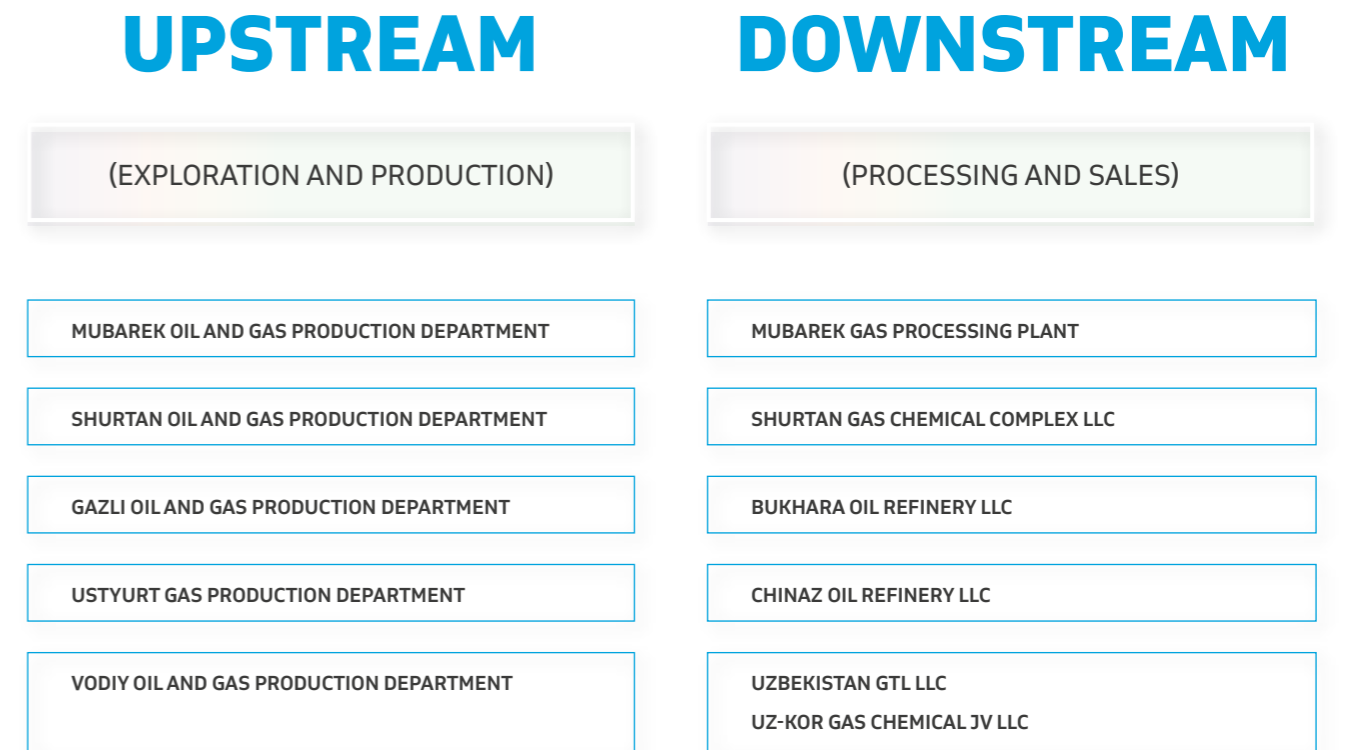 UPSTREAM
(EXPLORATION AND PRODUCTION)
MUBAREK OIL AND GAS PRODUCTION DEPARTMENT
SHURTAN OIL AND GAS PRODUCTION DEPARTMENT
GAZLI OIL AND GAS PRODUCTION DEPARTMENT
USTYURT GAS PRODUCTION DEPARTMENT
VODIY OIL AND GAS PRODUCTION DEPARTMENT
DOWNSTREAM
(PROCESSING AND SALES)
MUBAREK GAS PROCESSING PLANT
SHURTAN GAS CHEMICAL COMPLEX LLC
BUKHARA OIL REFINERY LLC
CHINAZ OIL REFINERY LLC
UZBEKISTAN GTL LLC
UZ-KOR GAS CHEMICAL JV LLC